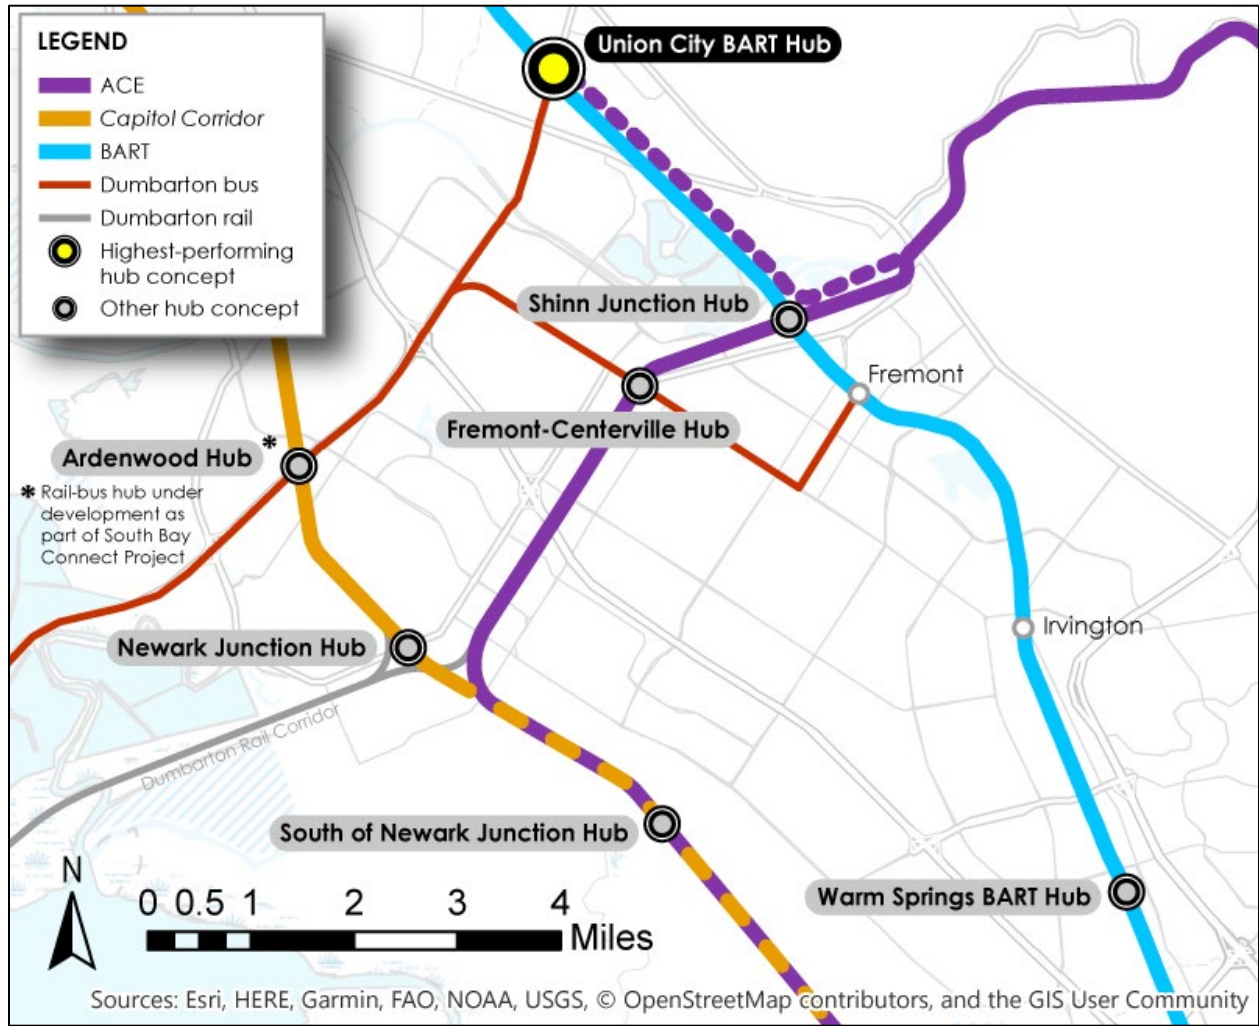 LEGEND
ACE
Capitol Corridor
BART
Dumbarton bus
Dumbarton rail
Highest-performing
hub concept
Other hub concept
Union City BART Hub
Shinn Junction Hub
Fremont
Fremont-Centerville Hub
Ardenwood Hub *
* Rail-bus hub under
development as
part of South Bay
Connect Project
Newark Junction Hub
Irvington
Dumbarton Rail Corridor
South of Newark Junction Hub
Warm Springs BART Hub
N
0 0.5 1 2 3 4
Miles
Sources: Esri, HERE, Garmin, FAO, NOAA, USGS, © OpenStreetMap contributors, and the GIS User Community